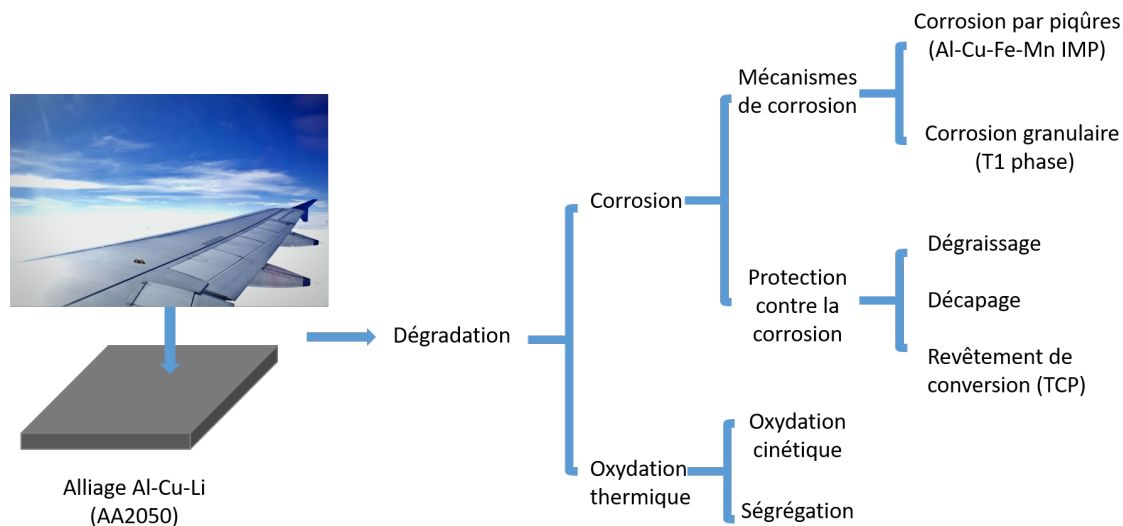 Corrosion par piqûres
(Al-Cu-Fe-Mn IMP)
Mécanismes
de corrosion
Corrosion granulaire
(T1 phase)
Corrosion
Dégraissage
Protection
contre la
corrosion
Décapage
Revêtement de
conversion (TCP)
Dégradation
Oxydation
cinétique
Oxydation
thermique
Ségrégation
Alliage Al-Cu-Li
(AA2050)